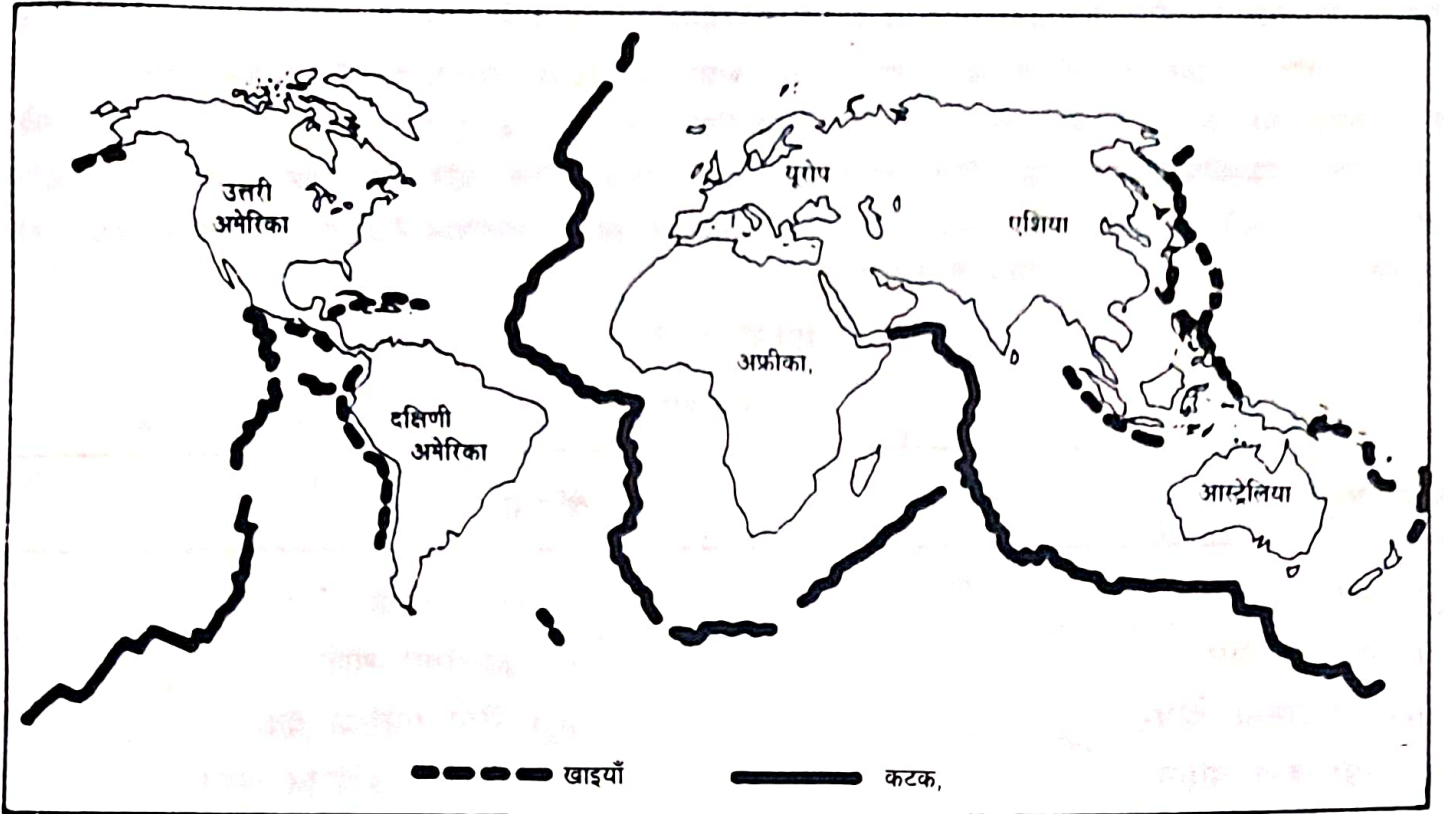 उत्तरी
अमेरिका
यूरोप
एशिया
अफ्रीका,
दक्षिणी
अमेरिका
आस्ट्रेलिया
खाइयाँ
कटक,